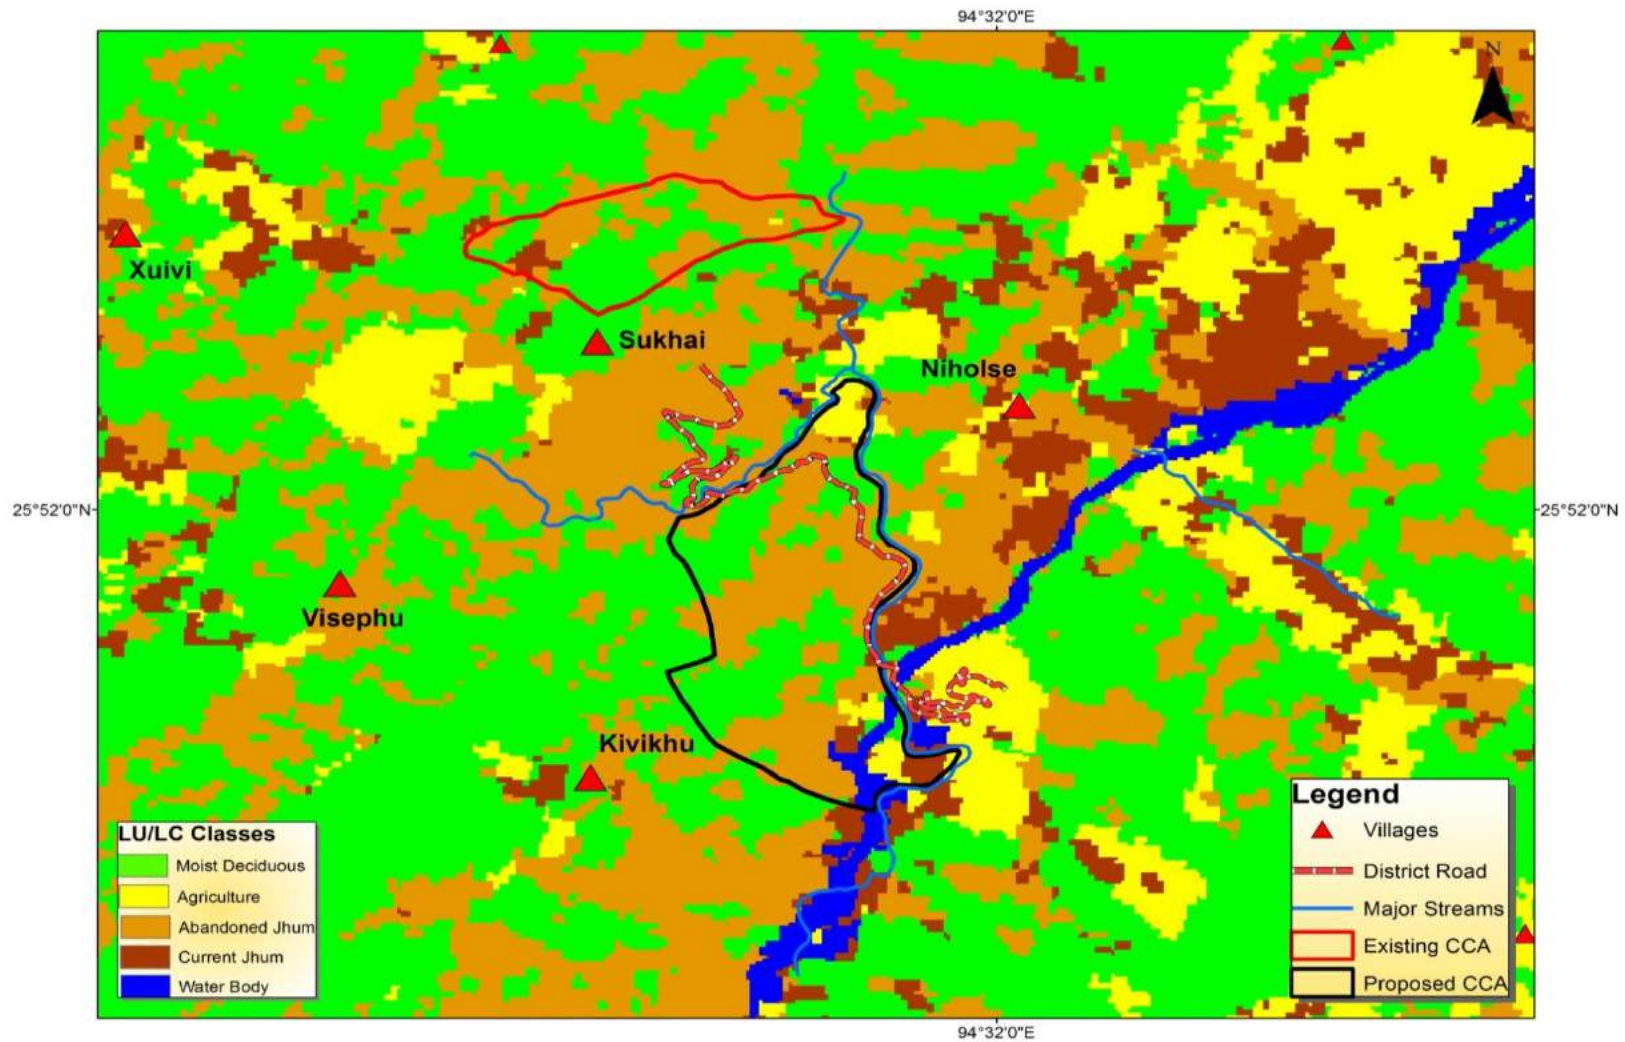 94°32'0"E
N
Xuivi
Sukhai
Niholse
25°52'0"N
25°52'0"N
Visephu
Kivikhu
LU/LC Classes
Moist Deciduous
Agriculture
Abandoned Jhum
Current Jhum
Water Body
Legend
Villages
District Road
Major Streams
Existing CCA
Proposed CCA
94°32'0"E